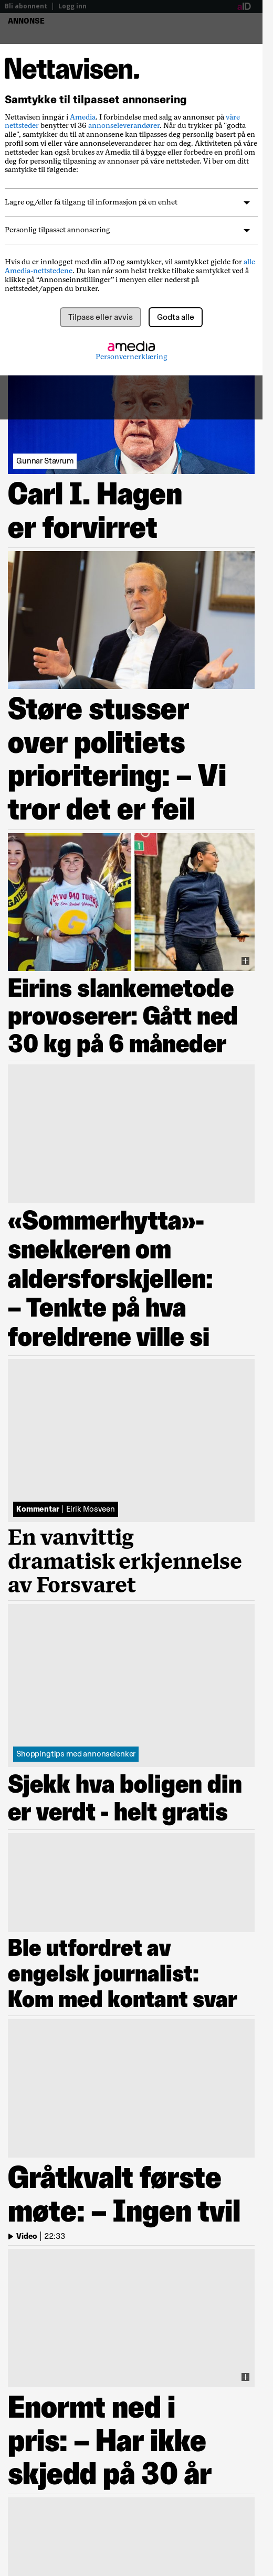 Bli abonnent | Logg inn
aID
ANNONSE
Nettavisen.
Samtykke til tilpasset annonsering
Nettavisen inngår i Amedia. I forbindelse med salg av annonser på våre
nettsteder benytter vi 36 annonseleverandører. Når du trykker på "godta
alle", samtykker du til at annonsene kan tilpasses deg personlig basert på en
profil som vi eller våre annonseleverandører har om deg. Aktiviteten på våre
nettsteder kan også brukes av Amedia til å bygge eller forbedre en profil om
deg for personlig tilpasning av annonser på våre nettsteder. Vi ber om ditt
samtykke til følgende:
Lagre og/eller få tilgang til informasjon på en enhet
Personlig tilpasset annonsering
Hvis du er innlogget med din aID og samtykker, vil samtykket gjelde for alle
Amedia-nettstedene. Du kan når som helst trekke tilbake samtykket ved å
klikke på “Annonseinnstillinger” i menyen eller nederst på
nettstedet/appen du bruker.
Tilpass eller avvis
Godta alle
amedia
Personvernerklæring
Gunnar Stavrum
Carl I. Hagen
er forvirret
Støre stusser
over politiets
prioritering: – Vi
tror det er feil
Eirins slankemetode
provoserer: Gått ned
30 kg på 6 måneder
«Sommerhytta»-
snekkeren om
aldersforskjellen:
– Tenkte på hva
foreldrene ville si
Kommentar | Eirik Mosveen
En vanvittig
dramatisk erkjennelse
av Forsvaret
Shoppingtips med annonselenker
Sjekk hva boligen din
er verdt - helt gratis
Ble utfordret av
engelsk journalist:
Kom med kontant svar
Gråtkvalt første
møte: – Ingen tvil
Video | 22:33
Enormt ned i
pris: – Har ikke
skjedd på 30 år